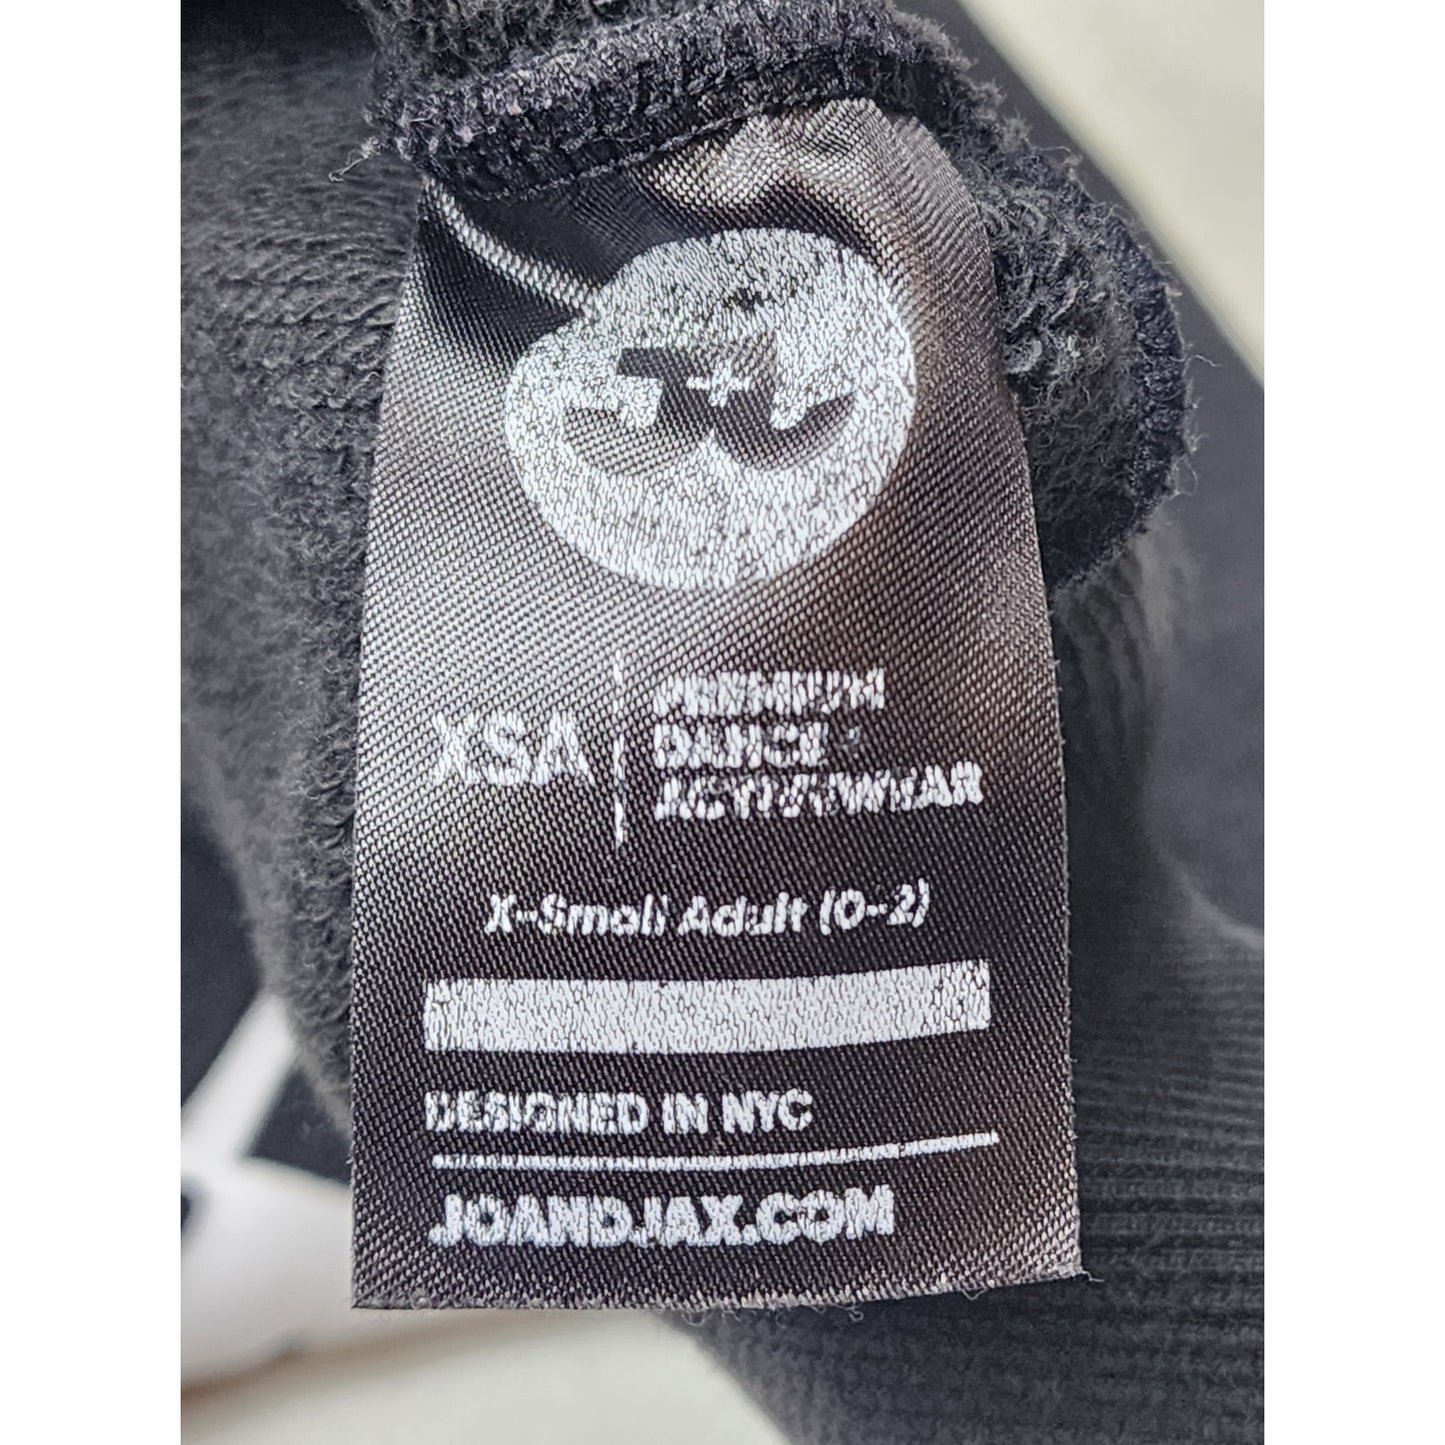 J+J
XSA
PREMIUM
DANCE +
ACTIVEWEAR
X-Small Adult (0-2)
DESIGNED IN NYC
JOANDJAX.COM